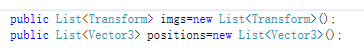 public List<Transform> imgs=new List<Transform>();
public List<Vector3> positions=new List<Vector3>();